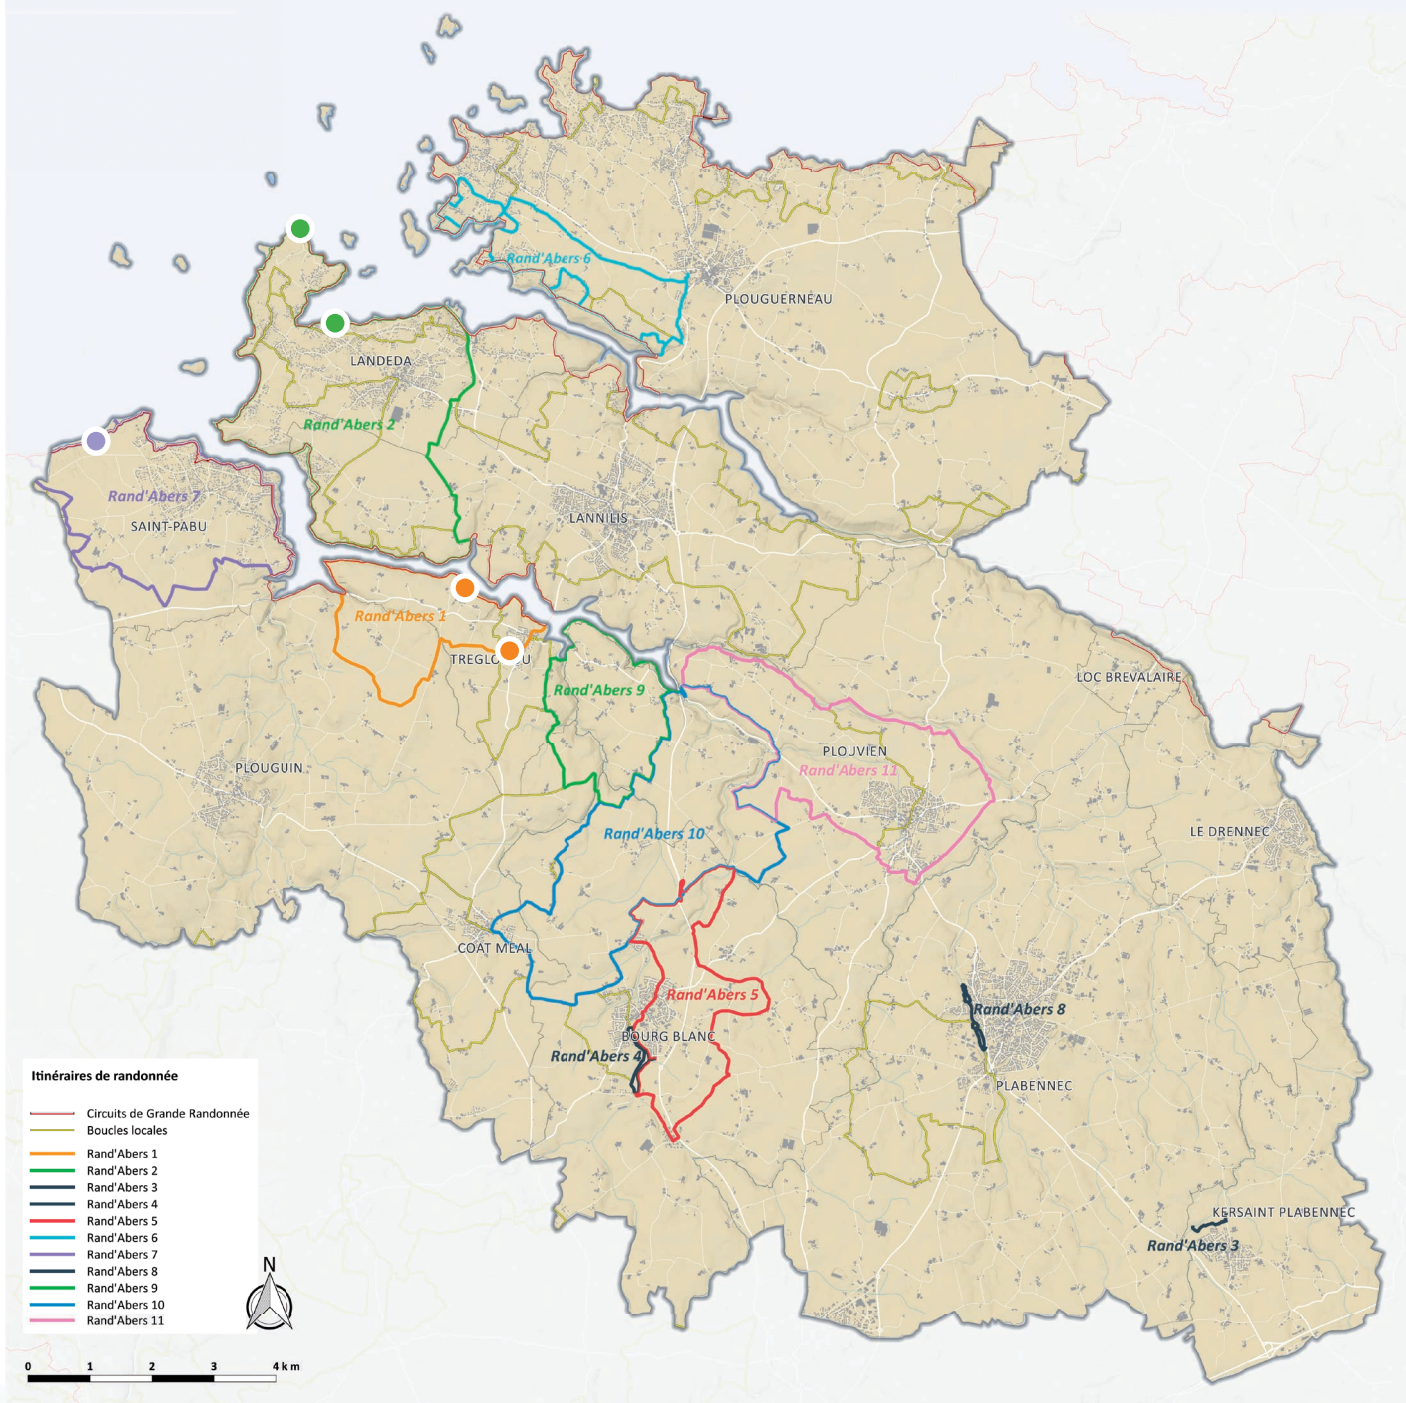 Rand'Abers 6
PLOUGUERNEAU
LANDEDA
Rand'Abers 2
Rand'Abers 7
SAINT-PABU
LANNILIS
Rand'Abers 1
TREGLO U
Rand'Abers 9
LOC BREVALAIRE
PLOUVIEN
Rand'Abers 11
PLOUGUIN
Rand'Abers 10
LE DRENNEC
COAT MEAL
Rand'Abers 5
Rand'Abers 8
BOURG BLANC
Rand'Abers 4
PLABENNEC
KERSAINT PLABENNEC
Rand'Abers 3
Itinéraires de randonnée
Circuits de Grande Randonnée
Boucles locales
Rand'Abers 1
Rand'Abers 2
Rand'Abers 3
Rand'Abers 4
Rand'Abers 5
Rand'Abers 6
Rand'Abers 7
Rand'Abers 8
Rand'Abers 9
Rand'Abers 10
Rand'Abers 11
N
0 1 2 3 4 km